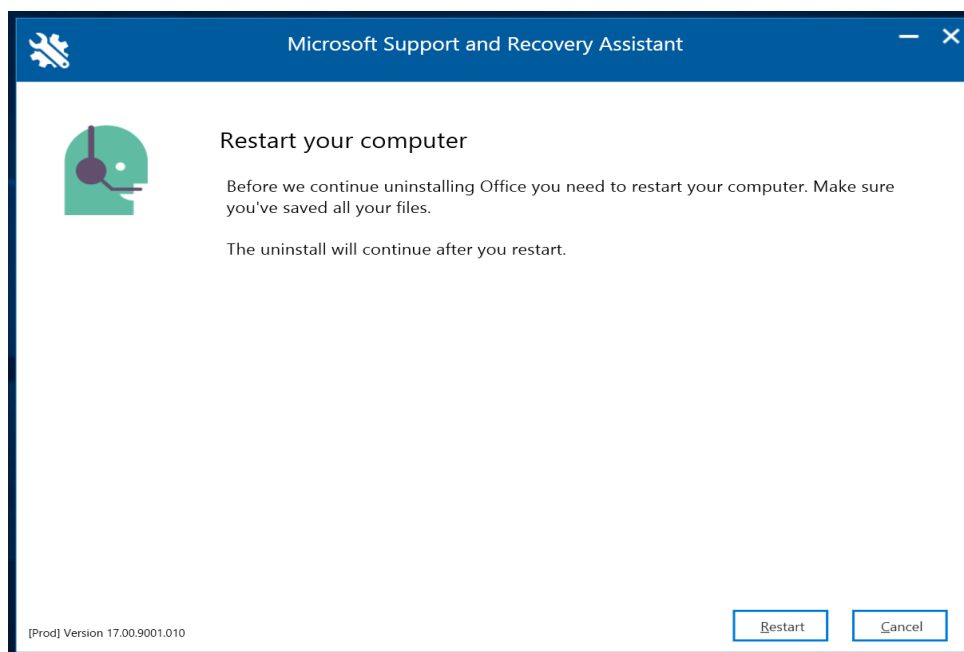 Microsoft Support and Recovery Assistant
Restart your computer
Before we continue uninstalling Office you need to restart your computer. Make sure
you've saved all your files.
The uninstall will continue after you restart.
[Prod] Version 17.00.9001.010
Restart
Cancel